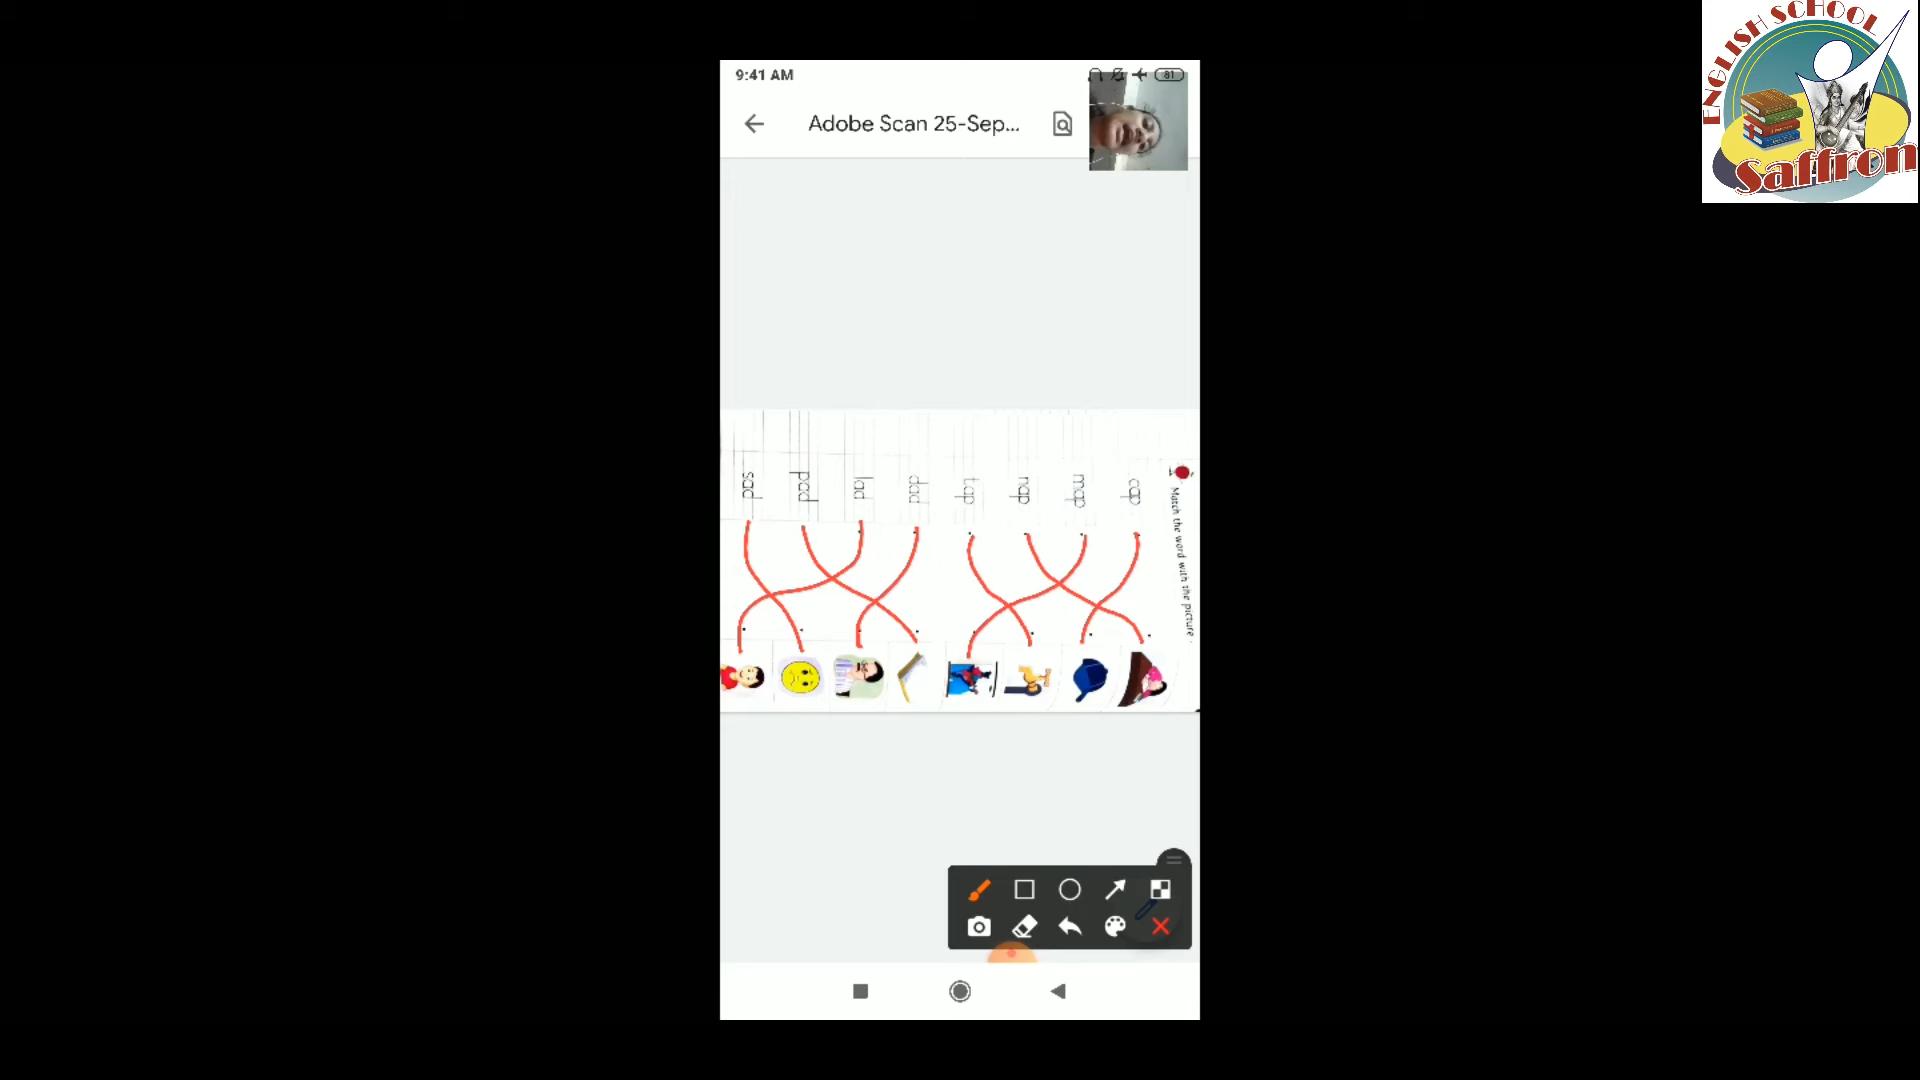 ENGLISH SCHOOL
Saffron
9:41 AM
81
Adobe Scan 25-Sep...
Match the word with the picture.
cap
map
nap
tap
dad
lad
pad
sad